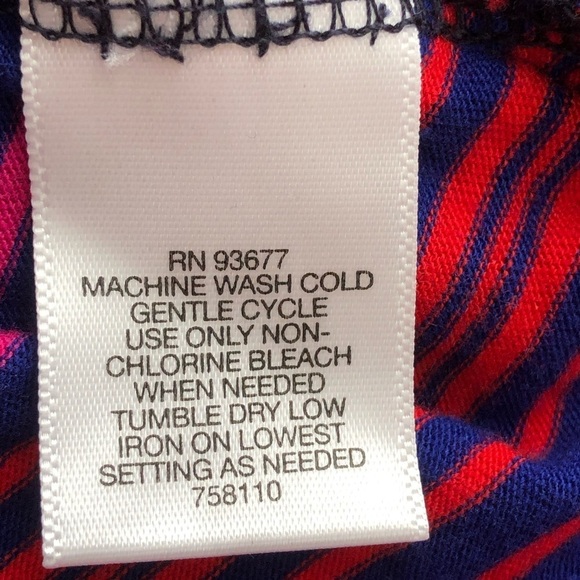 RN 93677
MACHINE WASH COLD
GENTLE CYCLE
USE ONLY NON-
CHLORINE BLEACH
WHEN NEEDED
TUMBLE DRY LOW
IRON ON LOWEST
SETTING AS NEEDED
758110